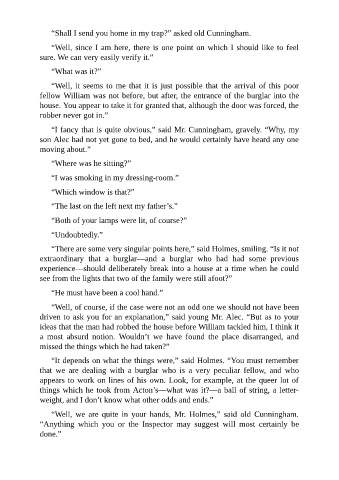 “Shall I send you home in my trap?” asked old Cunningham.
“Well, since I am here, there is one point on which I should like to feel
sure. We can very easily verify it.”
“What was it?”
“Well, it seems to me that it is just possible that the arrival of this poor
fellow William was not before, but after, the entrance of the burglar into the
house. You appear to take it for granted that, although the door was forced, the
robber never got in.”
“I fancy that is quite obvious,” said Mr. Cunningham, gravely. “Why, my
son Alec had not yet gone to bed, and he would certainly have heard any one
moving about.”
“Where was he sitting?”
“I was smoking in my dressing-room.”
“Which window is that?”
“The last on the left next my father’s.”
“Both of your lamps were lit, of course?”
“Undoubtedly.”
“There are some very singular points here,” said Holmes, smiling. “Is it not
extraordinary that a burglar—and a burglar who had had some previous
experience—should deliberately break into a house at a time when he could
see from the lights that two of the family were still afoot?”
“He must have been a cool hand.”
“Well, of course, if the case were not an odd one we should not have been
driven to ask you for an explanation,” said young Mr. Alec. “But as to your
ideas that the man had robbed the house before William tackled him, I think it
a most absurd notion. Wouldn’t we have found the place disarranged, and
missed the things which he had taken?”
“It depends on what the things were,” said Holmes. “You must remember
that we are dealing with a burglar who is a very peculiar fellow, and who
appears to work on lines of his own. Look, for example, at the queer lot of
things which he took from Acton’s—what was it?—a ball of string, a letter-
weight, and I don’t know what other odds and ends.”
“Well, we are quite in your hands, Mr. Holmes,” said old Cunningham.
“Anything which you or the Inspector may suggest will most certainly be
done.”